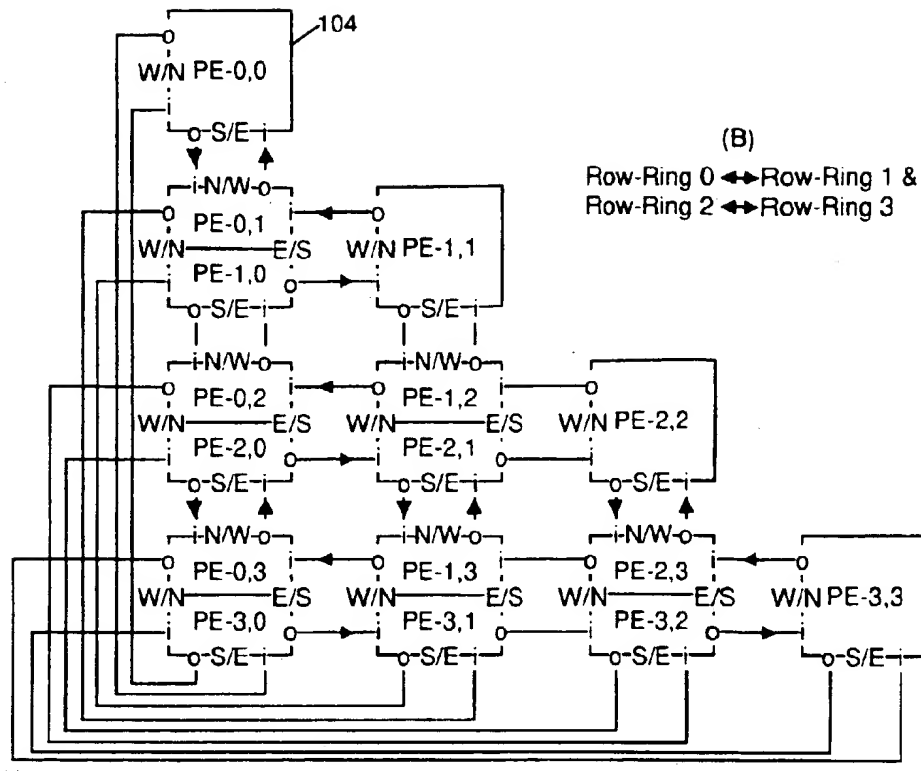 104
o
W/N PE-0,0
i
o S/E i
(B)
Row-Ring 0 ◄►Row-Ring 1 &
Row-Ring 2 ◄►Row-Ring 3
i N/W o
o PE-0,1 i o
W/N E/S W/N PE-1,1
i PE-1,0 o i
o S/E i o S/E i
i N/W o i N/W o
o PE-0,2 i o PE-1,2 i o
W/N E/S W/N E/S W/N PE-2,2
i PE-2,0 o i PE-2,1 o i
o S/E i o S/E i o S/E i
i N/W o i N/W o i N/W o
o PE-0,3 i o PE-1,3 i o PE-2,3 i o
W/N E/S W/N E/S W/N E/S W/N PE-3,3
i PE-3,0 o i PE-3,1 o i PE-3,2 o i
o S/E i o S/E i o S/E i o S/E i